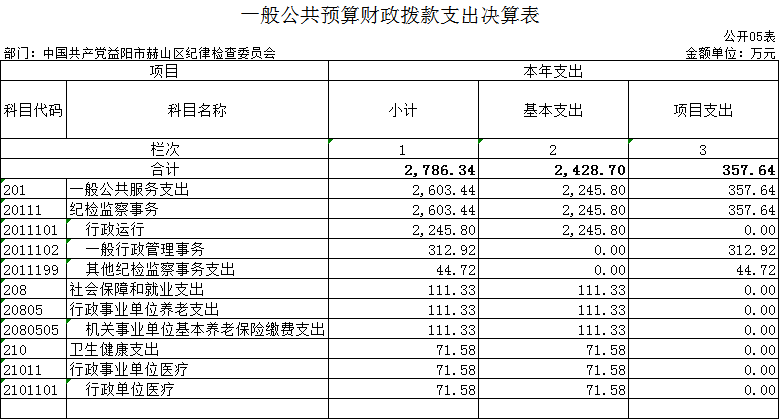 一般公共预算财政拨款支出决算表
公开05表
部门：中国共产党益阳市赫山区纪律检查委员会 金额单位：万元
项目 本年支出
科目代码 科目名称 小计 基本支出 项目支出
栏次 1 2 3
合计 2,786.34 2,428.70 357.64
201 一般公共服务支出 2,603.44 2,245.80 357.64
20111 纪检监察事务 2,603.44 2,245.80 357.64
2011101 行政运行 2,245.80 2,245.80 0.00
2011102 一般行政管理事务 312.92 0.00 312.92
2011199 其他纪检监察事务支出 44.72 0.00 44.72
208 社会保障和就业支出 111.33 111.33 0.00
20805 行政事业单位养老支出 111.33 111.33 0.00
2080505 机关事业单位基本养老保险缴费支出 111.33 111.33 0.00
210 卫生健康支出 71.58 71.58 0.00
21011 行政事业单位医疗 71.58 71.58 0.00
2101101 行政单位医疗 71.58 71.58 0.00